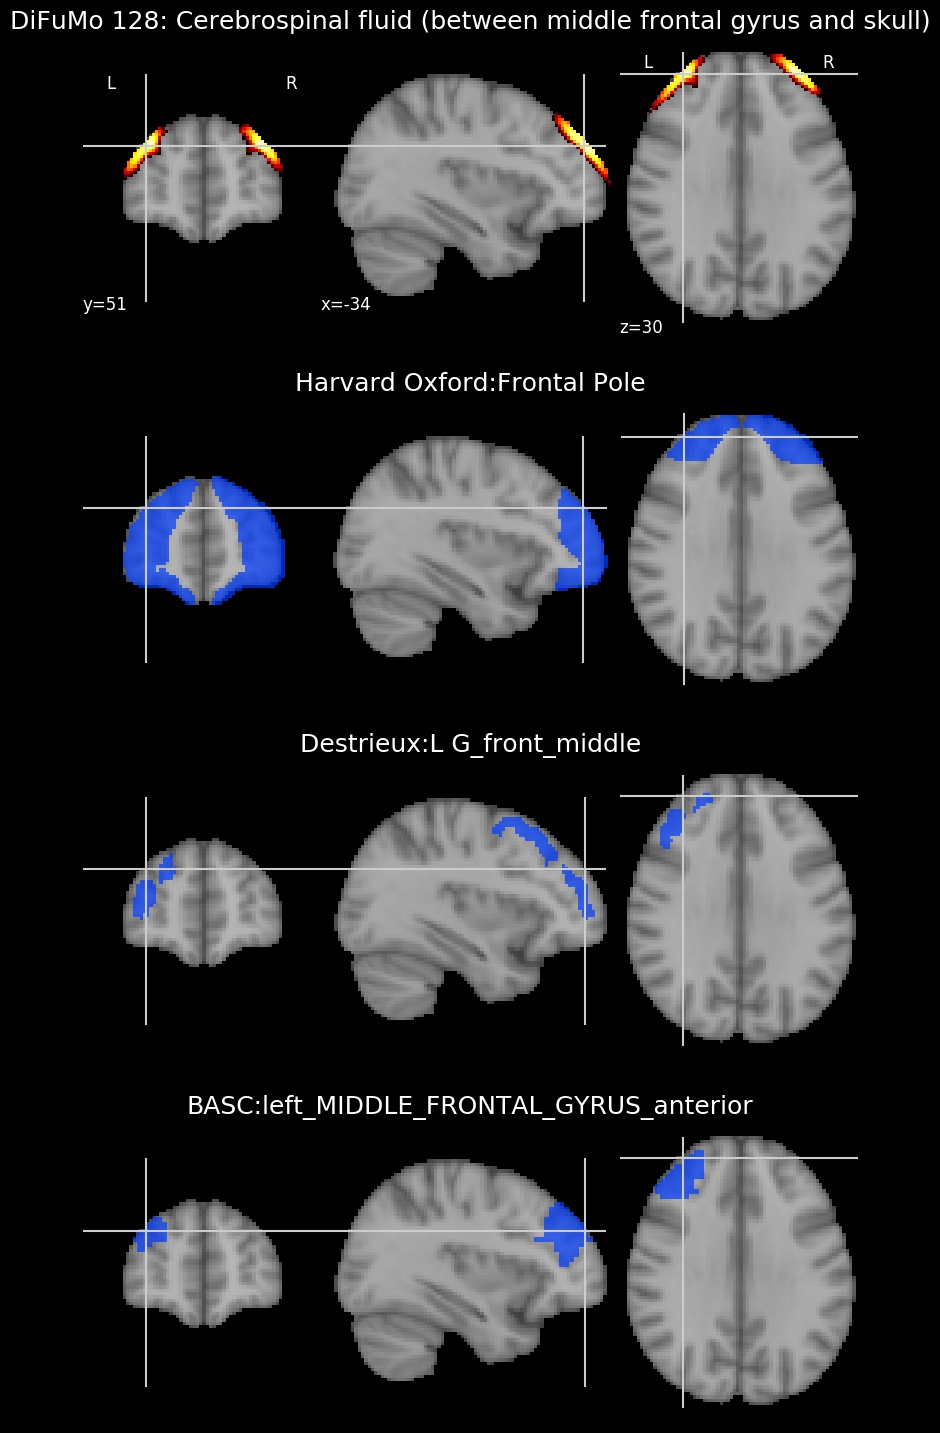 DiFuMo 128: Cerebrospinal fluid (between middle frontal gyrus and skull)
L R L R
y=51 x=-34 z=30
Harvard Oxford:Frontal Pole
Destrieux:L G_front_middle
BASC:left_MIDDLE_FRONTAL_GYRUS_anterior